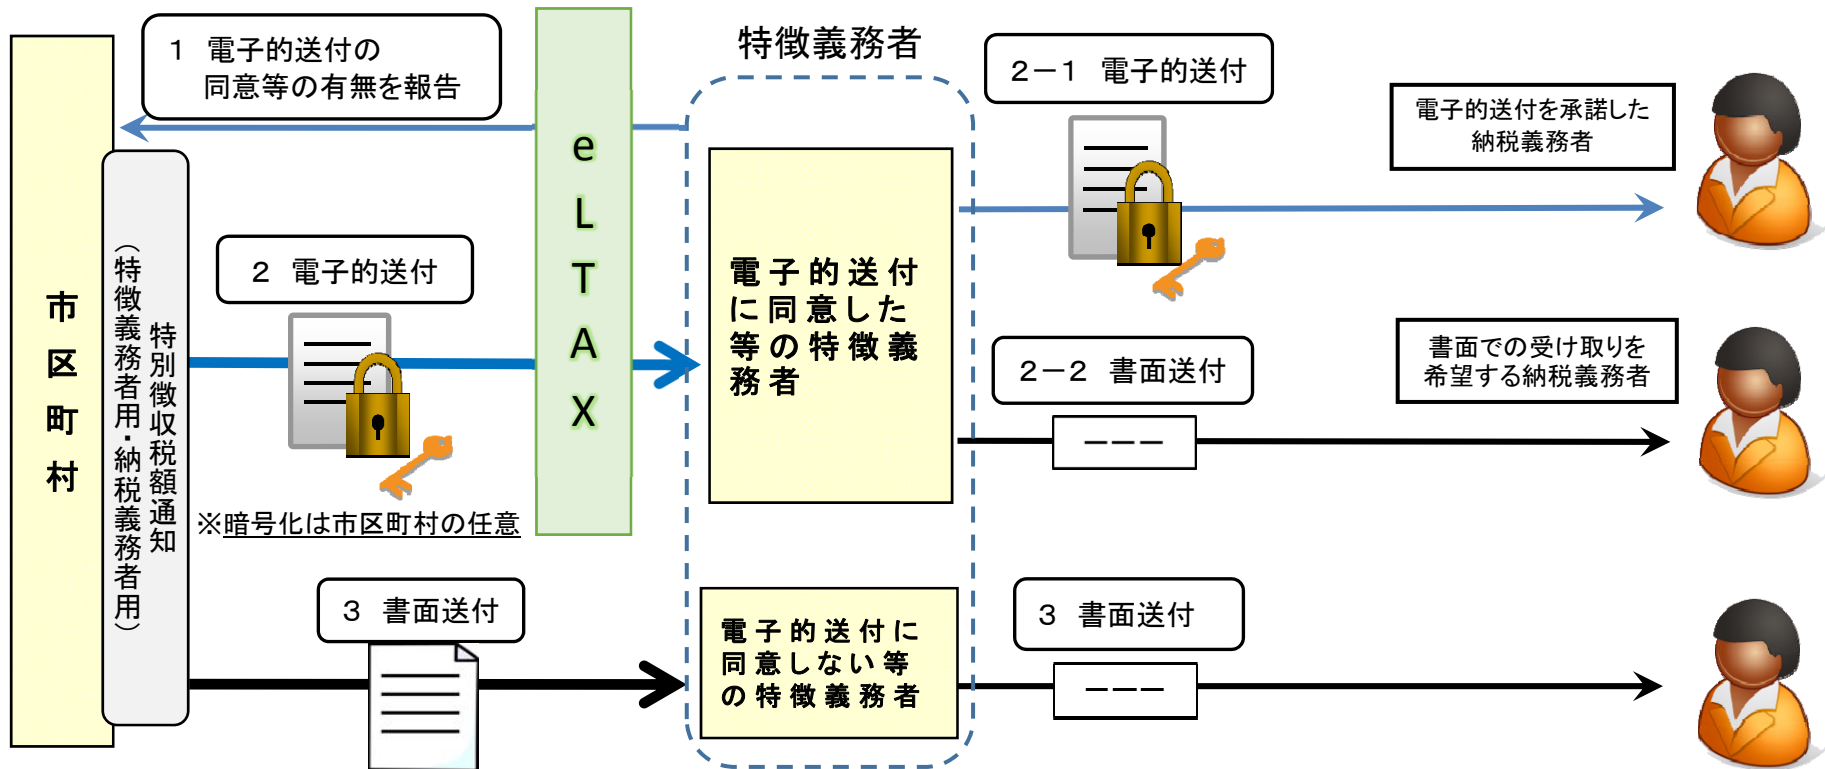 1 電子的送付の
同意等の有無を報告
特徴義務者
2－1 電子的送付
電子的送付を承諾した
納税義務者
市区町村
特別徴収税額通知
（特徴義務者用・納税義務者用）
2 電子的送付
※暗号化は市区町村の任意
eLTAX
電子的送付
に同意した
等の特徴義
務者
2－2 書面送付
書面での受け取りを
希望する納税義務者
3 書面送付
電子的送付に
同意しない等
の特徴義務者
3 書面送付